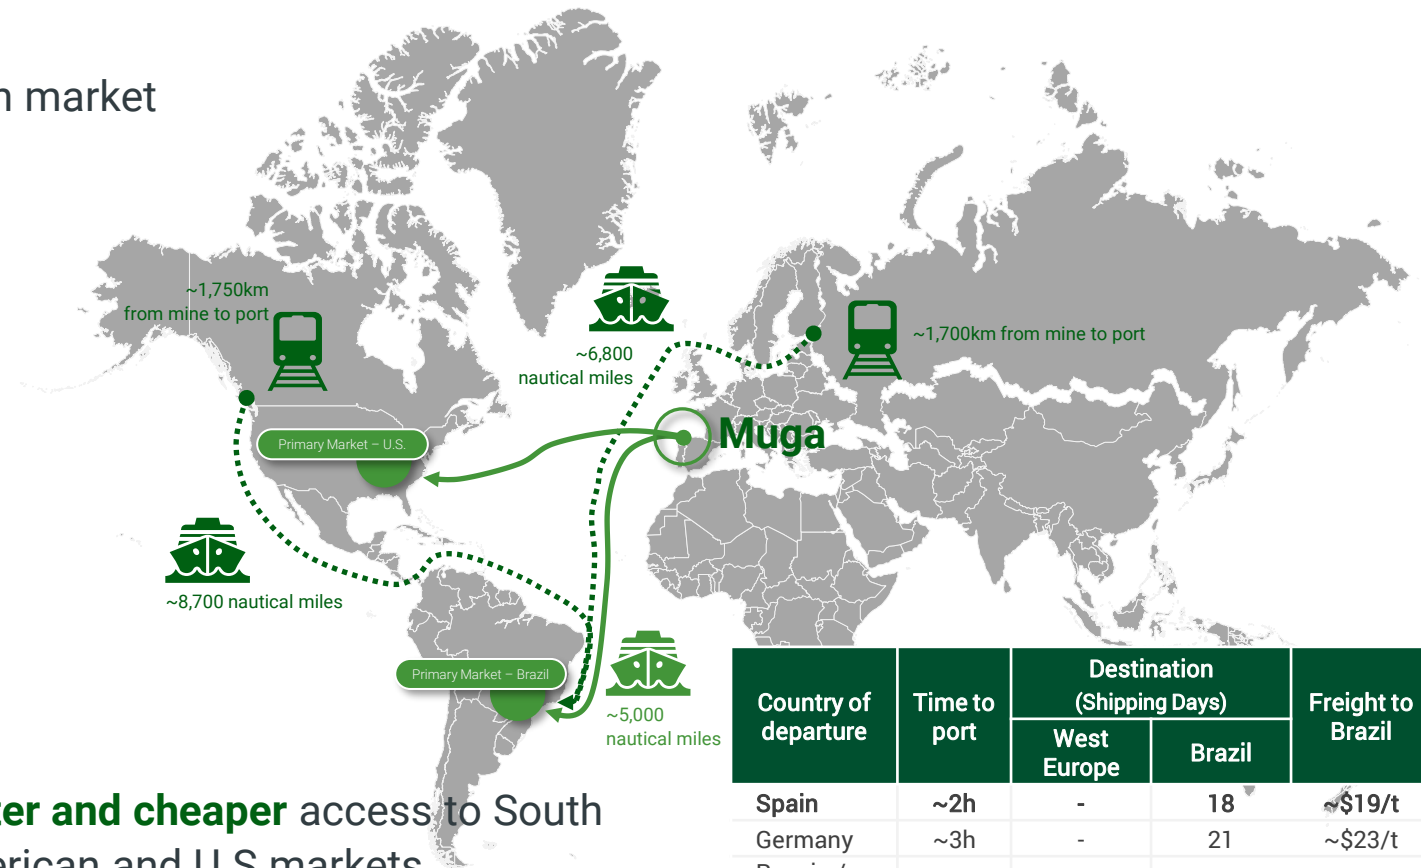 market
~1,750km
from mine to port
~6,800
nautical miles
~1,700km from mine to port
Muga
Primary Market – U.S.
~8,700 nautical miles
Primary Market – Brazil
~5,000
nautical miles
and cheaper access to South
and U.S markets
Country of departure
Time to port
Destination
(Shipping Days)
West Europe
Brazil
Freight to Brazil
Spain ~2h - 18 ~$19/t
Germany ~3h - 21 ~$23/t